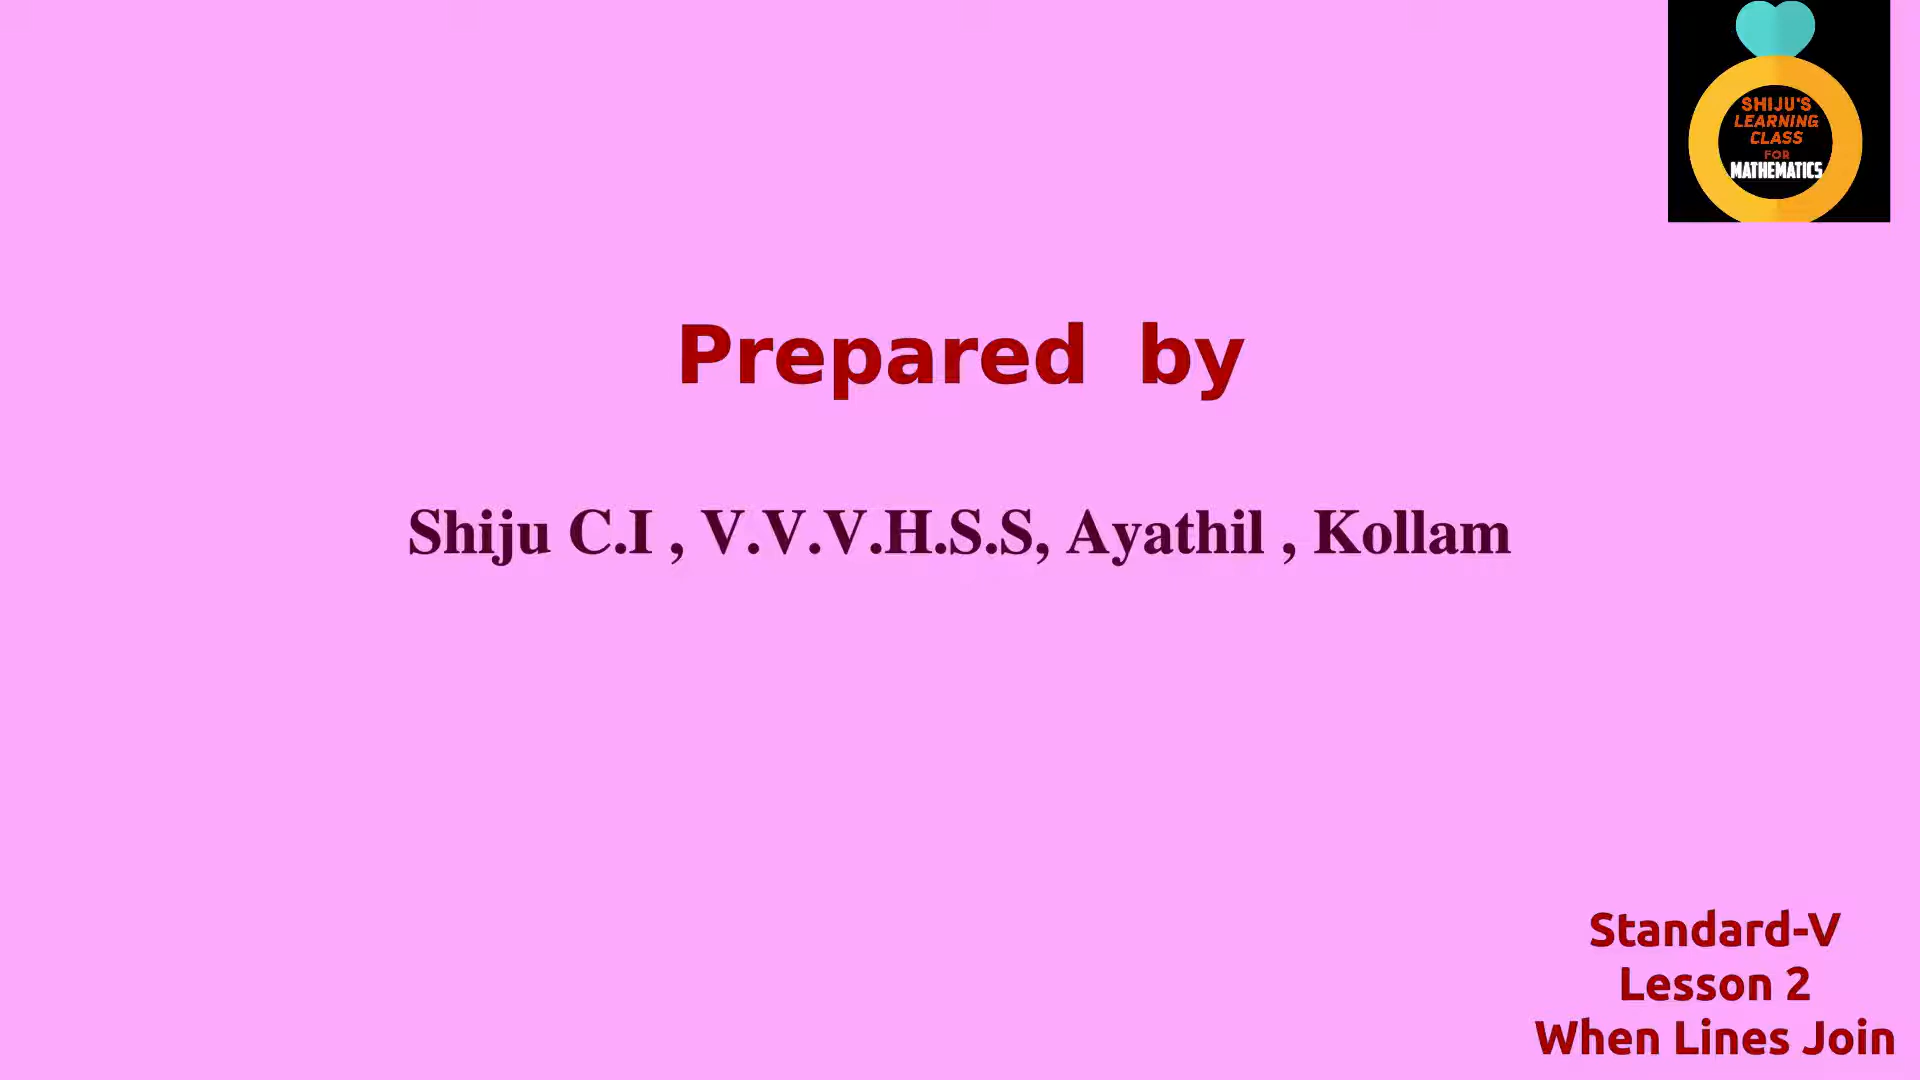 SHIJU'S
LEARNING
CLASS
FOR
MATHEMATICS
Prepared by
Shiju C.I , V.V.V.H.S.S, Ayathil , Kollam
Standard-V
Lesson 2
When Lines Join